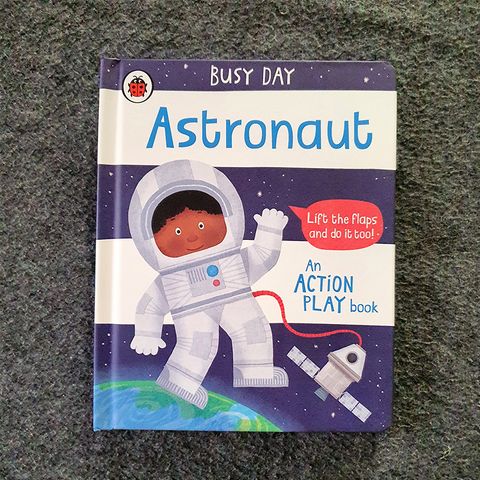 BUSY DAY
Astronaut
Lift the flaps
and do it too!
An
ACTION
PLAY book